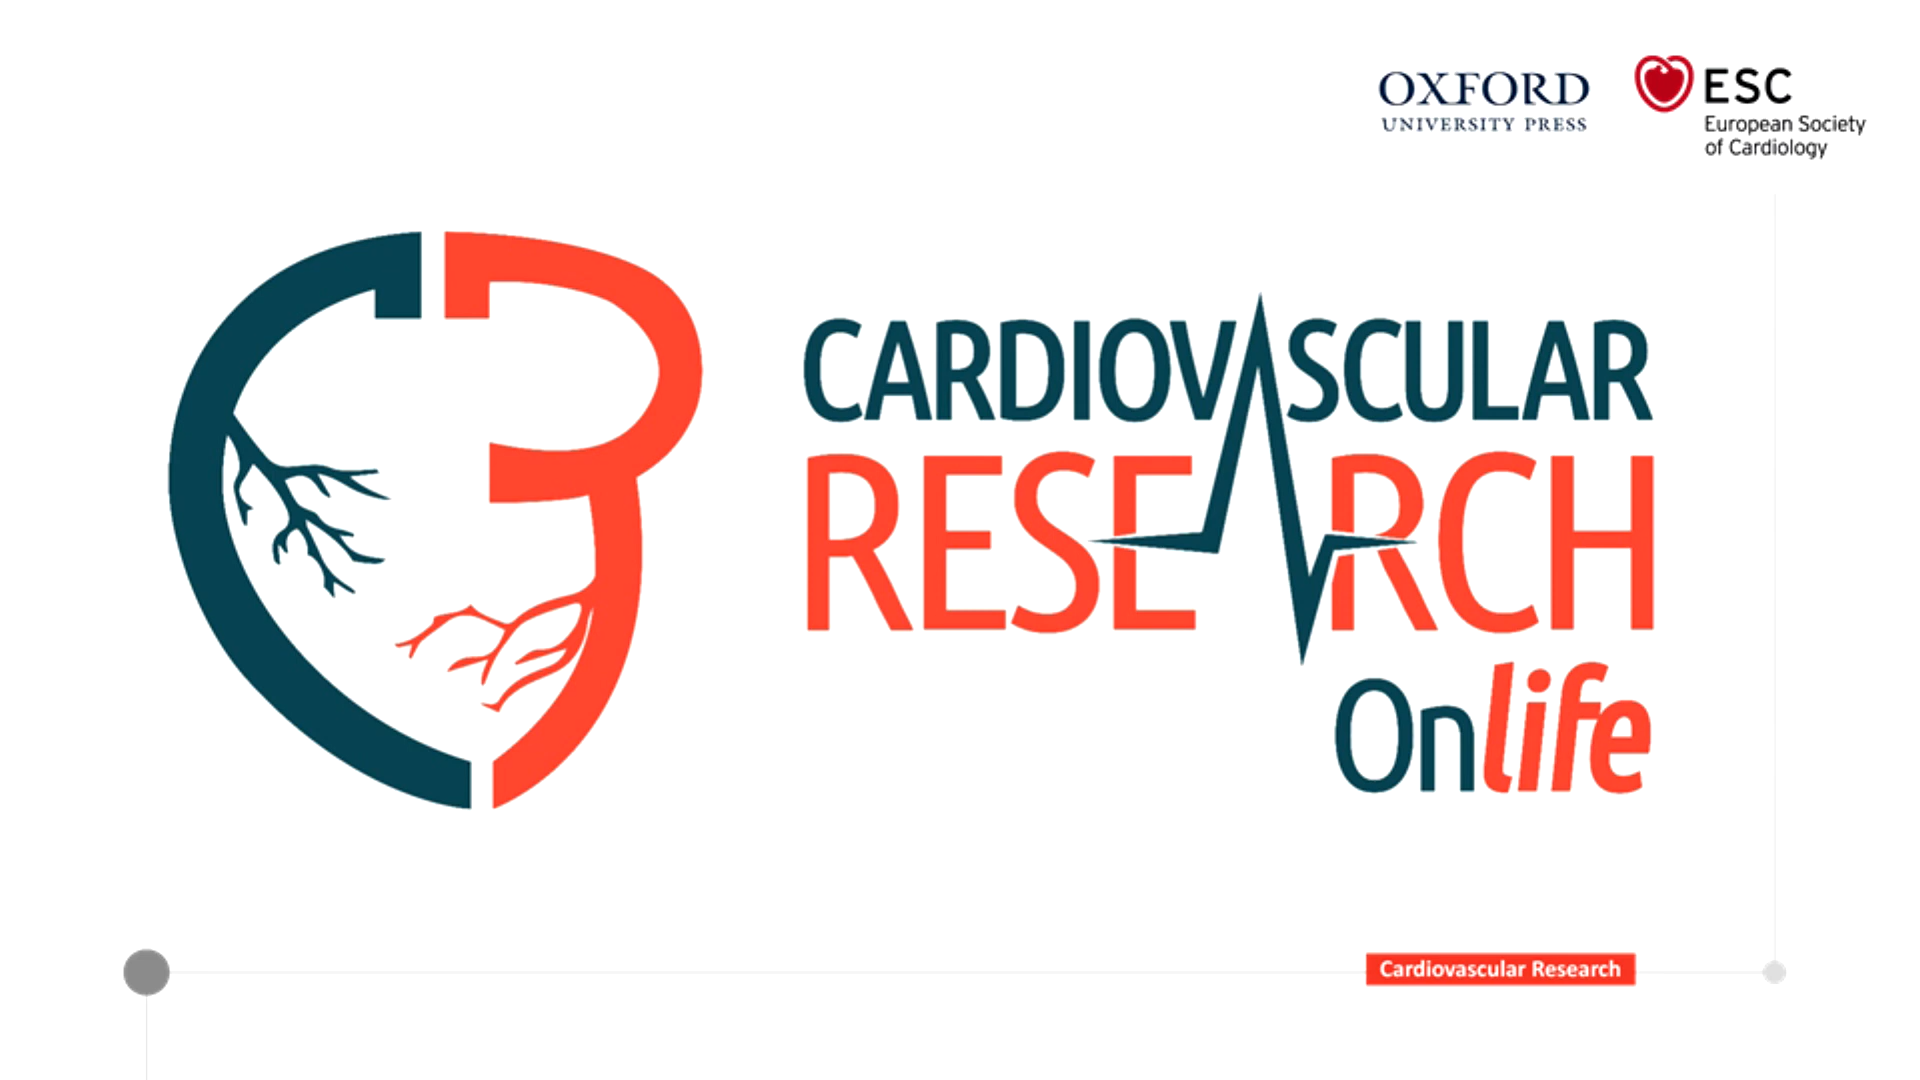 OXFORD
UNIVERSITY PRESS
ESC
European Society
of Cardiology
CARDIOVASCULAR
RESEARCH
Onlife
Cardiovascular Research